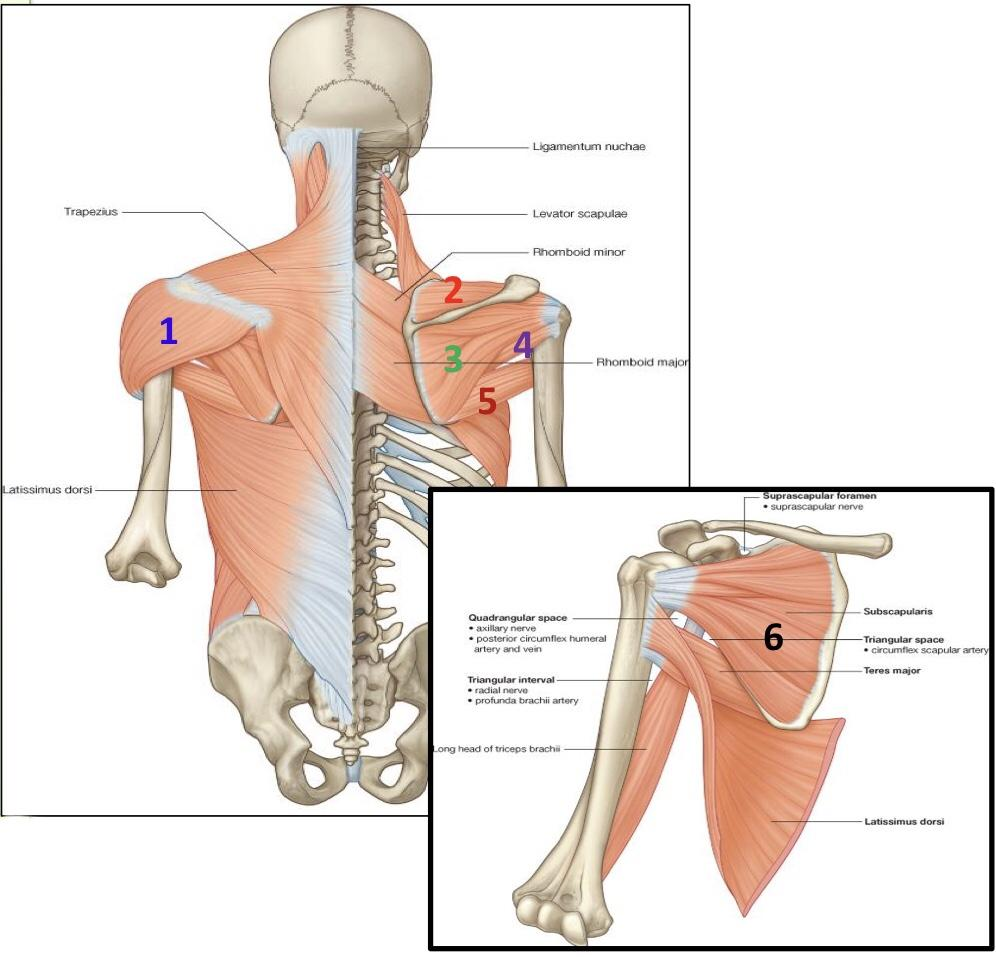 Ligamentum nuchae
Trapezius
Levator scapulae
Rhomboid minor
2
1
4
3
Rhomboid major
5
Latissimus dorsi
Suprascapular foramen
• suprascapular nerve
Quadrangular space
• axillary nerve
• posterior circumflex humeral
artery and vein
Subscapularis
6
Triangular space
• circumflex scapular artery
Teres major
Triangular interval
• radial nerve
• profunda brachii artery
Long head of triceps brachii
Latissimus dorsi